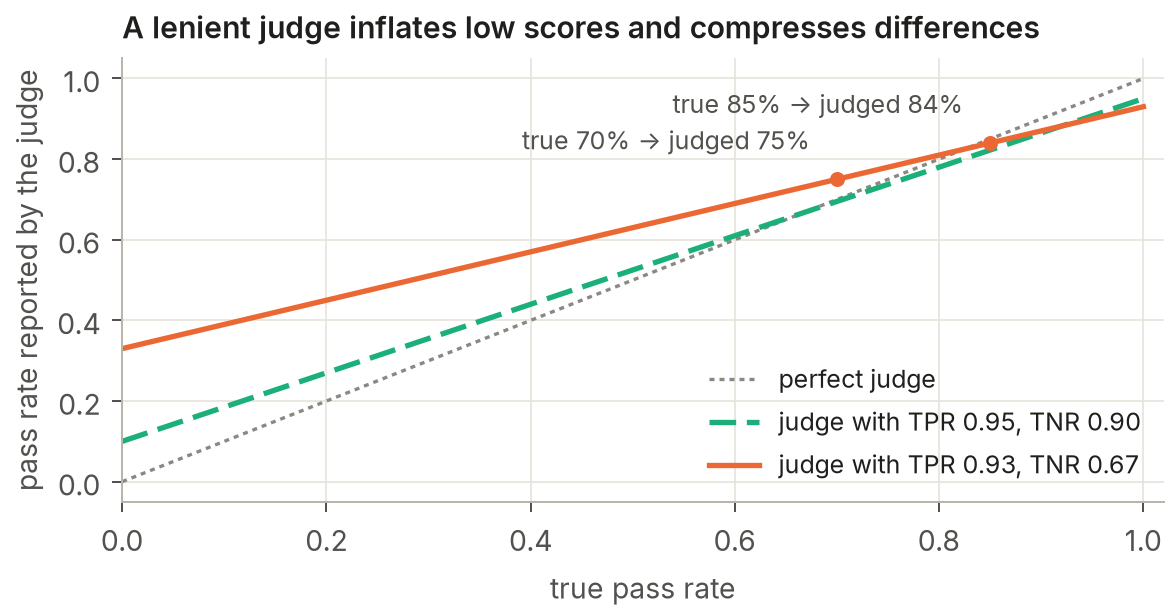 A lenient judge inflates low scores and compresses differences
pass rate reported by the judge
1.0
0.8
0.6
0.4
0.2
0.0
true 85% → judged 84%
true 70% → judged 75%
perfect judge
judge with TPR 0.95, TNR 0.90
judge with TPR 0.93, TNR 0.67
0.0 0.2 0.4 0.6 0.8 1.0
true pass rate